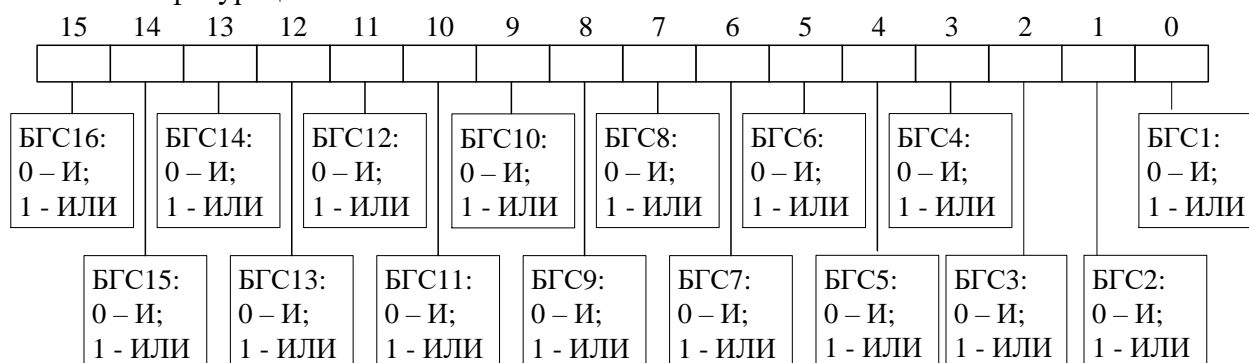 15 14 13 12 11 10 9 8 7 6 5 4 3 2 1 0
БГС16: БГС14: БГС12: БГС10: БГС8: БГС6: БГС4: БГС1:
0 – И; 0 – И; 0 – И; 0 – И; 0 – И; 0 – И; 0 – И; 0 – И;
1 - ИЛИ 1 - ИЛИ 1 - ИЛИ 1 - ИЛИ 1 - ИЛИ 1 - ИЛИ 1 - ИЛИ 1 - ИЛИ
БГС15: БГС13: БГС11: БГС9: БГС7: БГС5: БГС3: БГС2:
0 – И; 0 – И; 0 – И; 0 – И; 0 – И; 0 – И; 0 – И; 0 – И;
1 - ИЛИ 1 - ИЛИ 1 - ИЛИ 1 - ИЛИ 1 - ИЛИ 1 - ИЛИ 1 - ИЛИ 1 - ИЛИ